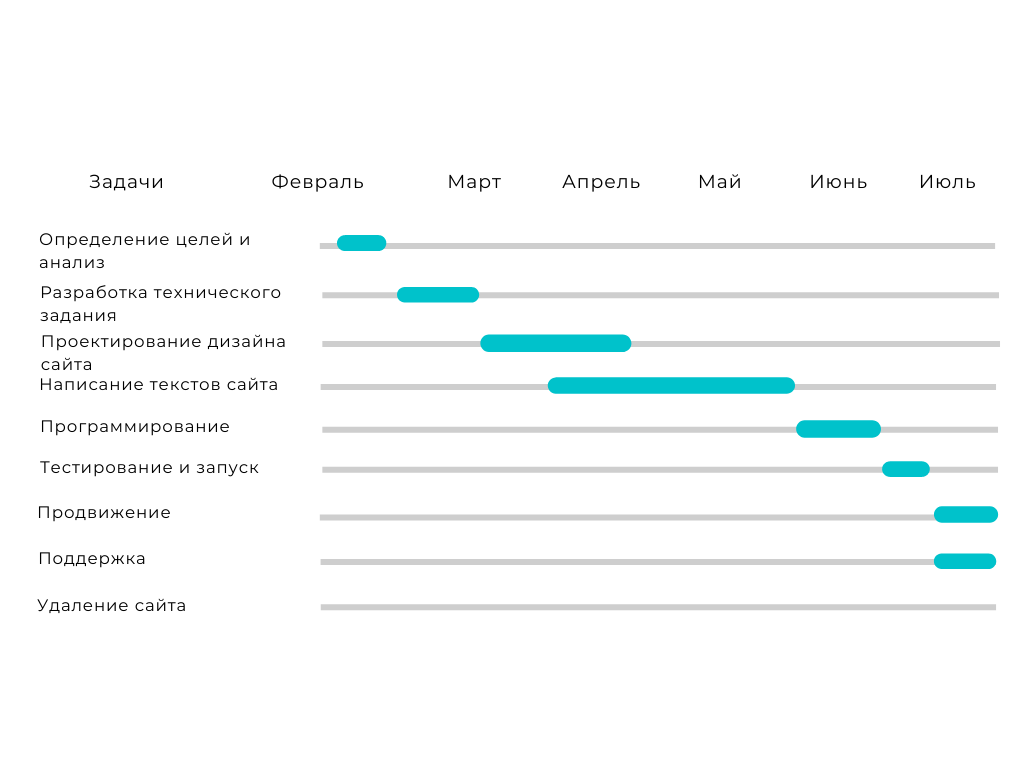 Задачи Февраль Март Апрель Май Июнь Июль
Определение целей и
анализ
Разработка технического
задания
Проектирование дизайна
сайта
Написание текстов сайта
Программирование
Тестирование и запуск
Продвижение
Поддержка
Удаление сайта